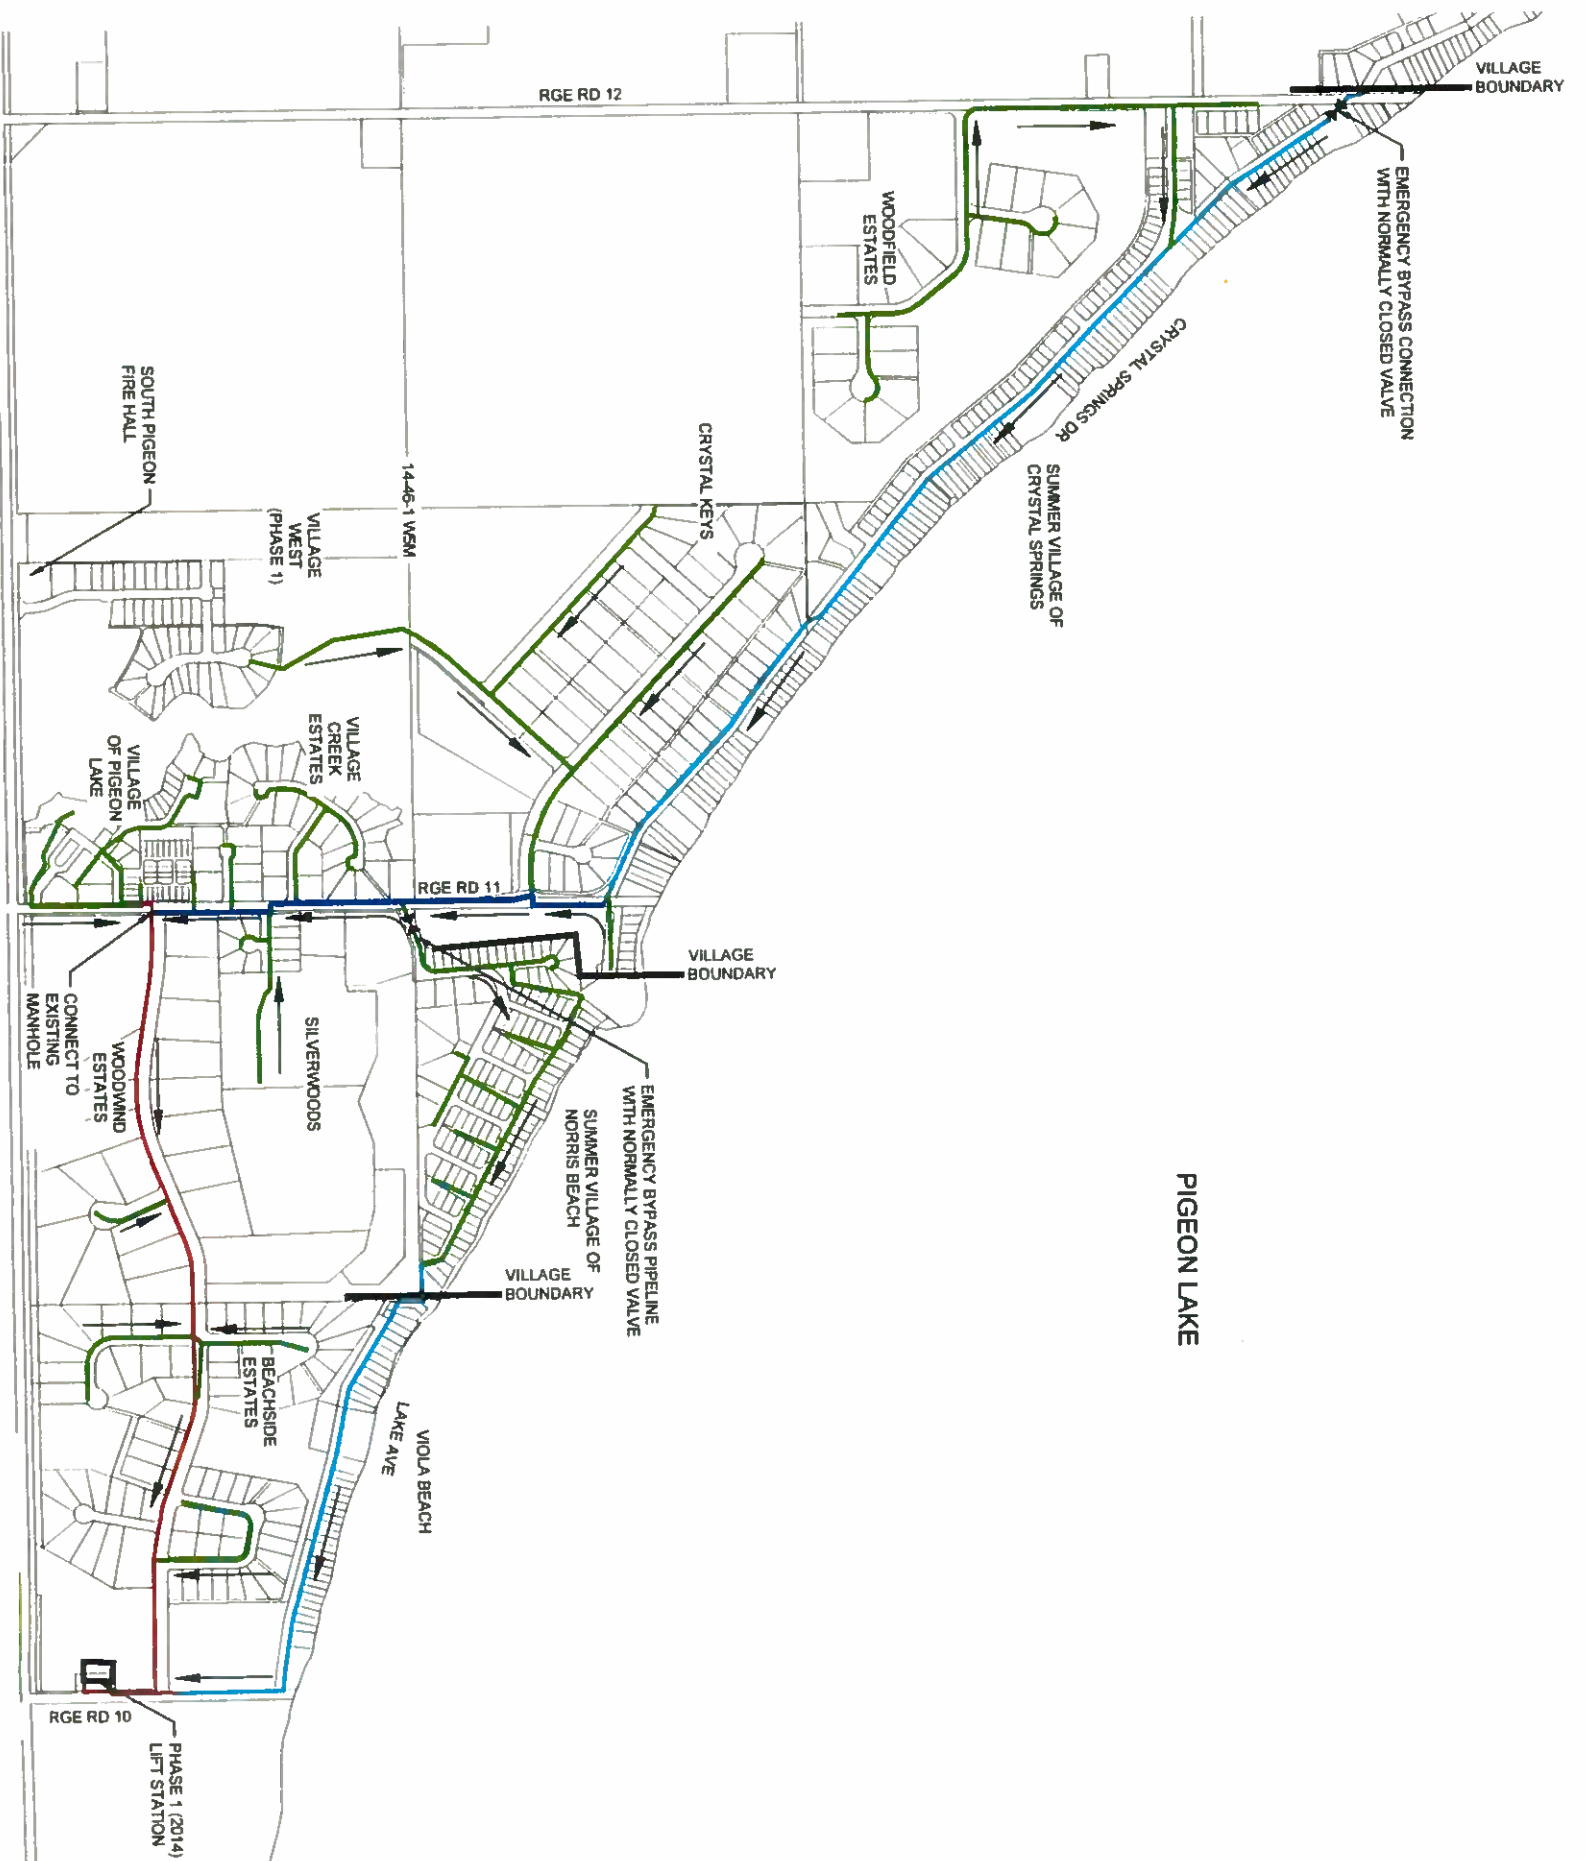 VILLAGE
BOUNDARY
RGE RD 12
EMERGENCY BYPASS CONNECTION
WITH NORMALLY CLOSED VALVE
WOODFIELD
ESTATES
CRYSTAL SPRINGS DR
SUMMER VILLAGE OF
CRYSTAL SPRINGS
SOUTH PIGEON
FIRE HALL
14-46-1 W5M
CRYSTAL KEYS
VILLAGE
WEST
(PHASE 1)
VILLAGE
CREEK
ESTATES
VILLAGE
OF PIGEON
LAKE
RGE RD 11
VILLAGE
BOUNDARY
CONNECT TO
EXISTING
MANHOLE
SILVERWOODS
WOODWIND
ESTATES
EMERGENCY BYPASS PIPELINE
WITH NORMALLY CLOSED VALVE
SUMMER VILLAGE OF
NORRIS BEACH
PIGEON LAKE
VILLAGE
BOUNDARY
BEACHSIDE
ESTATES
LAKE AVE
VIOLA BEACH
RGE RD 10
PHASE 1 (2014)
LIFT STATION